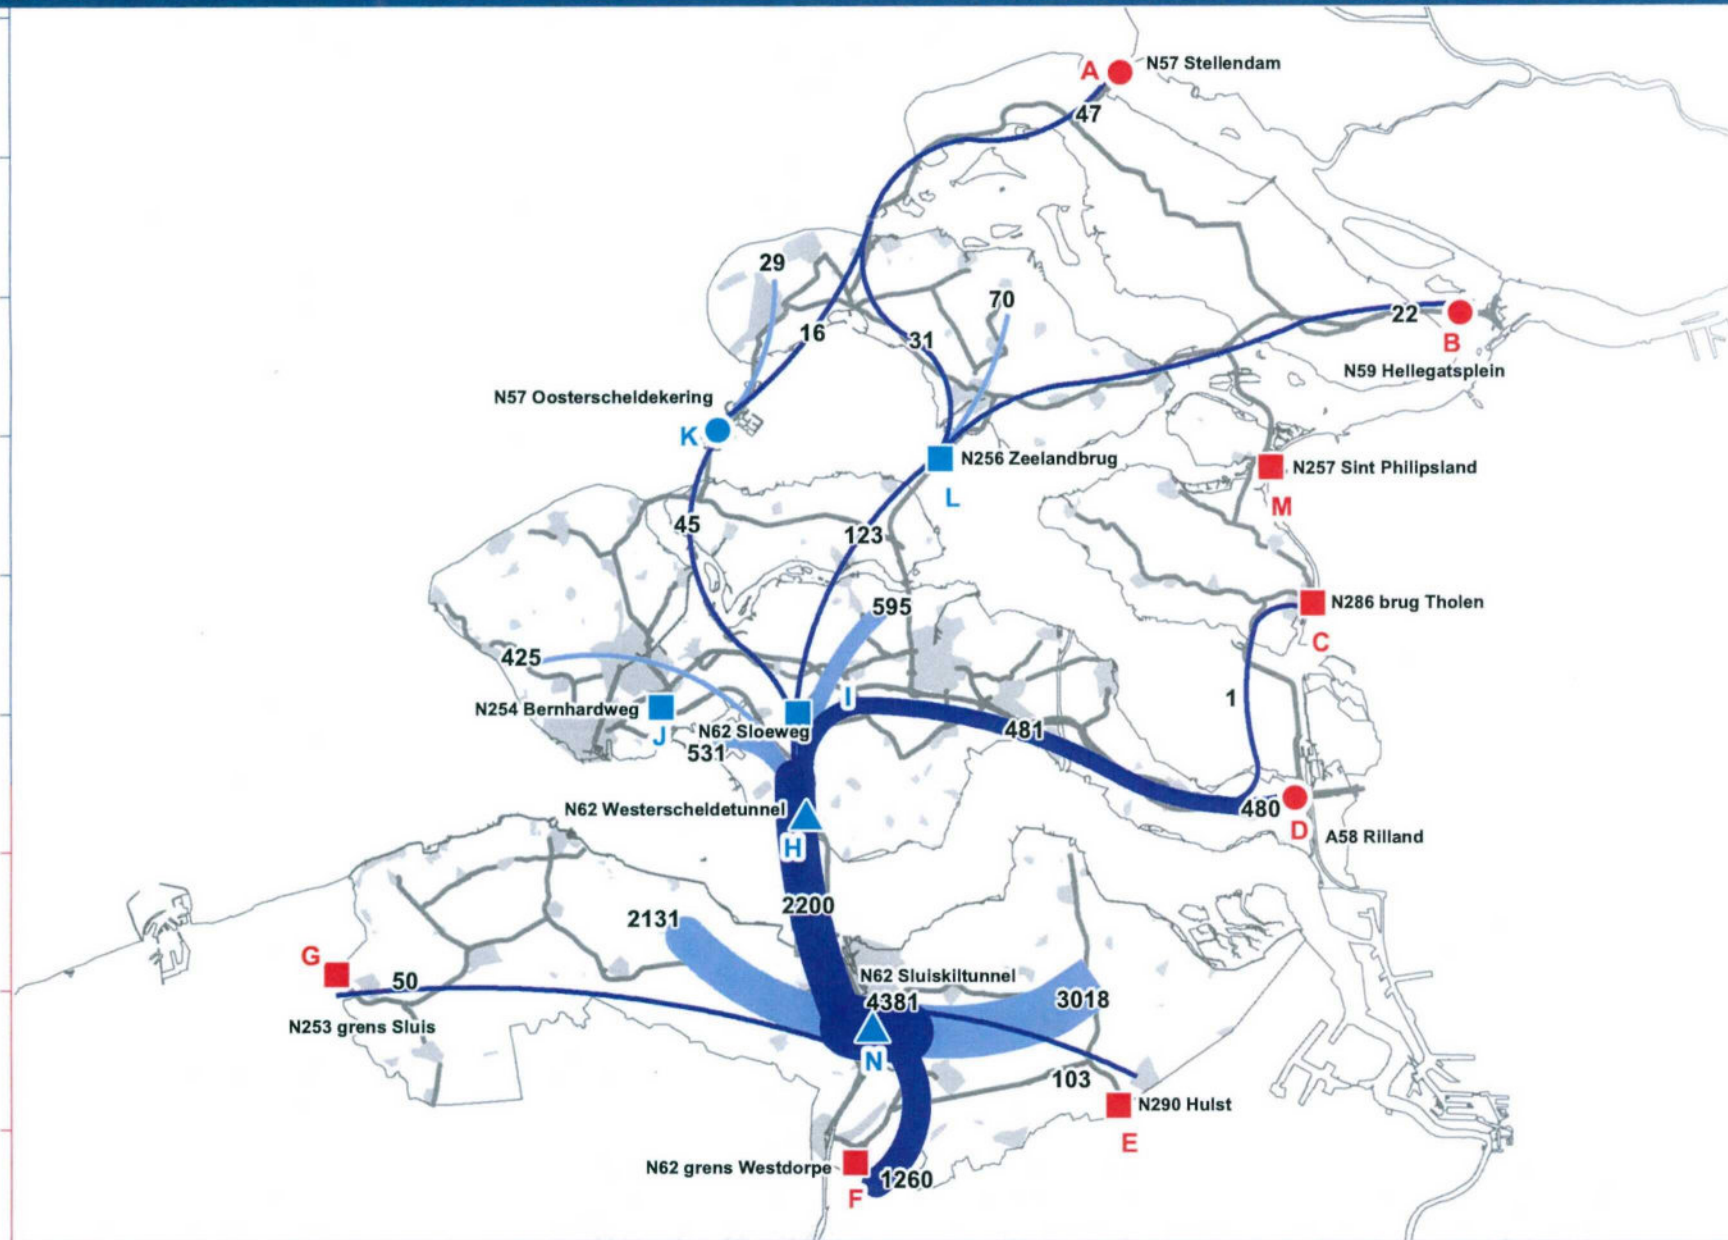 A
N57 Stellendam
47
29
70
16
31
22
B
N59 Hellegatsplein
N57 Oosterscheldekering
K
N256 Zeelandbrug
L
N257 Sint Philipsland
M
45
123
595
N286 brug Tholen
C
425
I
N254 Bernhardweg
J
N62 Sloeweg
531
481
1
N62 Westerscheldetunnel
H
480
D
A58 Rilland
2200
2131
G
50
N62 Sluiskiltunnel
4381
3018
N253 grens Sluis
N
103
N290 Hulst
E
N62 grens Westdorpe
F
1260